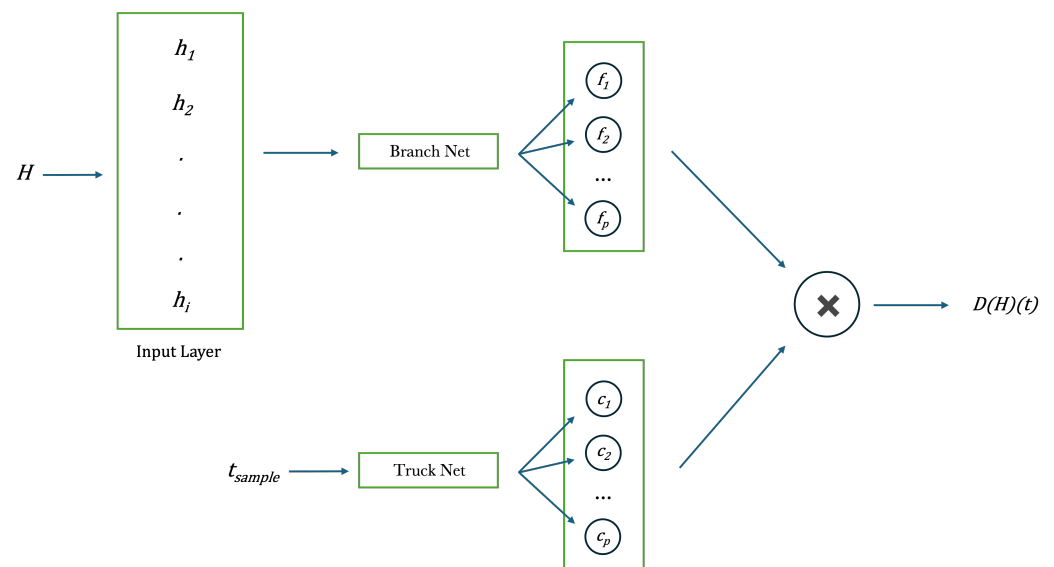 H
h1
h2
.
.
.
hi
Input Layer
Branch Net
f1
f2
...
fp
D(H)(t)
tsample
Truck Net
c1
c2
...
cp